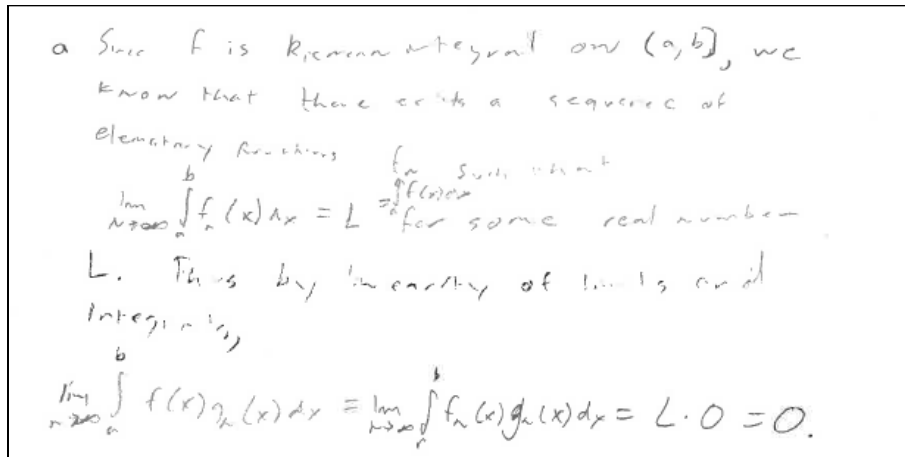 a Since f is Riemann integral on (a,b], we
know that there exists a sequence of
elementary functions f_n such that
lim_{n→∞} ∫_a^b f_n(x)dx = L = ∫_a^b f(x)dx for some real number
L. Thus by linearity of limits and
integrals,
lim_{n→∞} ∫_a^b f(x)g_n(x)dx = lim_{n→∞} ∫_a^b f_n(x)g_n(x)dx = L·0 = 0.